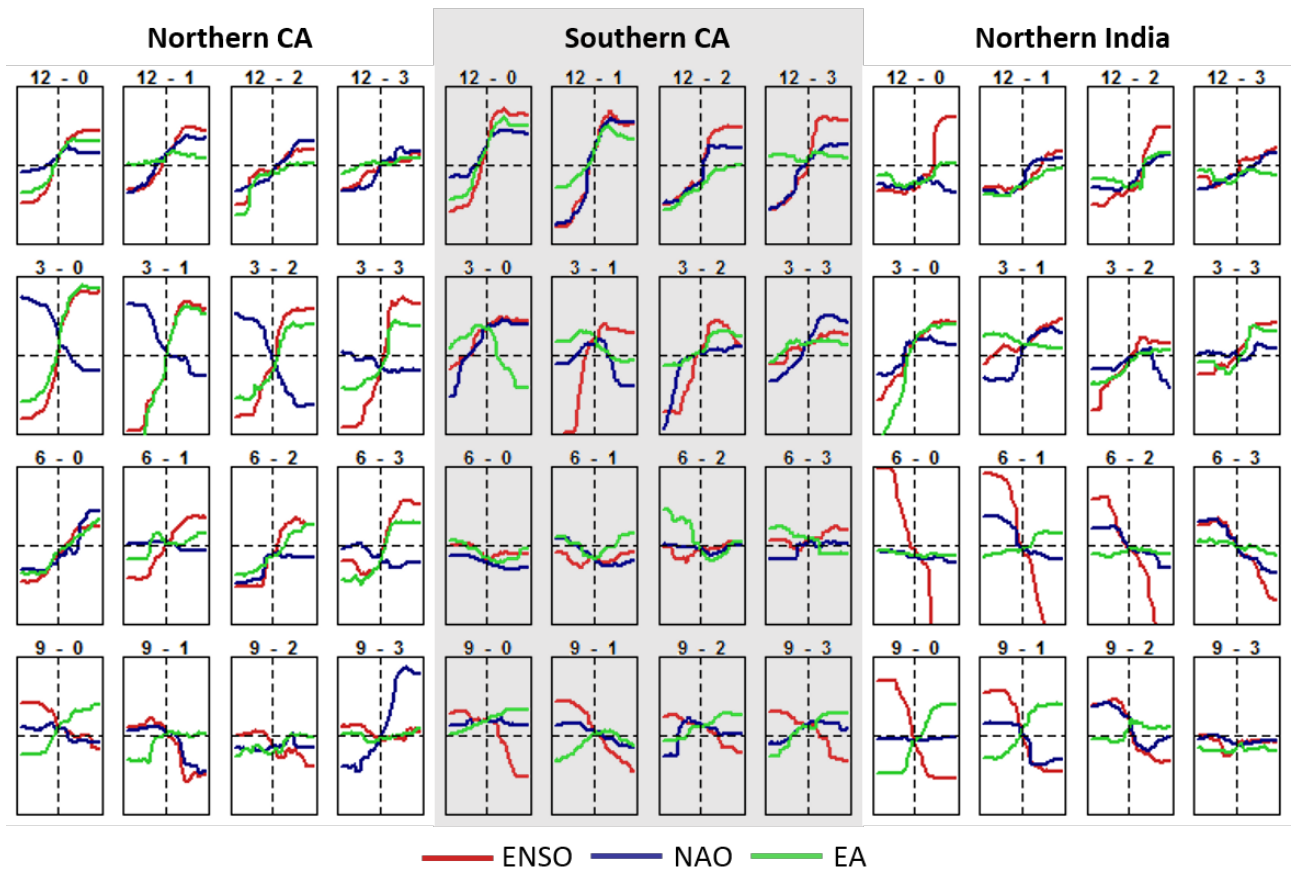 Northern CA Southern CA Northern India
12 - 0 12 - 1 12 - 2 12 - 3 12 - 0 12 - 1 12 - 2 12 - 3 12 - 0 12 - 1 12 - 2 12 - 3
3 - 0 3 - 1 3 - 2 3 - 3 3 - 0 3 - 1 3 - 2 3 - 3 3 - 0 3 - 1 3 - 2 3 - 3
6 - 0 6 - 1 6 - 2 6 - 3 6 - 0 6 - 1 6 - 2 6 - 3 6 - 0 6 - 1 6 - 2 6 - 3
9 - 0 9 - 1 9 - 2 9 - 3 9 - 0 9 - 1 9 - 2 9 - 3 9 - 0 9 - 1 9 - 2 9 - 3
ENSO NAO EA